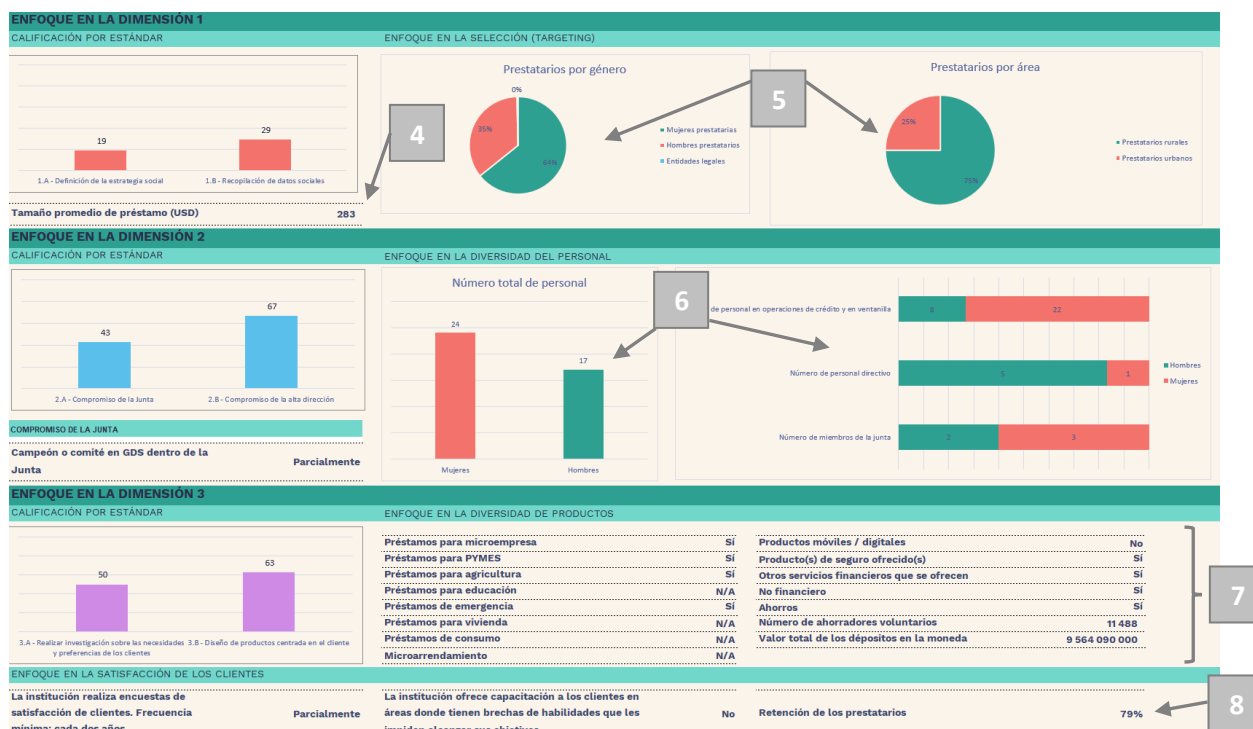 ENFOQUE EN LA DIMENSIÓN 1
CALIFICACIÓN POR ESTÁNDAR
ENFOQUE EN LA SELECCIÓN (TARGETING)
19
29
1.A - Definición de la estrategia social
1.B - Recopilación de datos sociales
Tamaño promedio de préstamo (USD) 283
4
Prestatarios por género
0%
35%
64%
Mujeres prestatarias
Hombres prestatarios
Entidades legales
5
Prestatarios por área
25%
75%
Prestatarios rurales
Prestatarios urbanos
ENFOQUE EN LA DIMENSIÓN 2
CALIFICACIÓN POR ESTÁNDAR
ENFOQUE EN LA DIVERSIDAD DEL PERSONAL
43
67
2.A - Compromiso de la Junta
2.B - Compromiso de la alta dirección
COMPROMISO DE LA JUNTA
Campeón o comité en GDS dentro de la
Junta
Parcialmente
Número total de personal
24
17
Mujeres
Hombres
6
de personal en operaciones de crédito y en ventanilla
22
Número de personal directivo
5
1
Número de miembros de la junta
2
3
Hombres
Mujeres
ENFOQUE EN LA DIMENSIÓN 3
CALIFICACIÓN POR ESTÁNDAR
ENFOQUE EN LA DIVERSIDAD DE PRODUCTOS
50
63
3.A - Realizar investigación sobre las necesidades
y preferencias de los clientes
3.B - Diseño de productos centrada en el cliente
Préstamos para microempresa Sí
Préstamos para PYMES Sí
Préstamos para agricultura Sí
Préstamos para educación N/A
Préstamos de emergencia Sí
Préstamos para vivienda N/A
Préstamos de consumo N/A
Microarrendamiento N/A
Productos móviles / digitales No
Producto(s) de seguro ofrecido(s) Sí
Otros servicios financieros que se ofrecen Sí
No financiero Sí
Ahorros Sí
Número de ahorradores voluntarios 11 488
Valor total de los dépositos en la moneda 9 564 090 000
7
ENFOQUE EN LA SATISFACCIÓN DE LOS CLIENTES
La institución realiza encuestas de
satisfacción de clientes. Frecuencia
mínima: cada dos años
Parcialmente
La institución ofrece capacitación a los clientes en
áreas donde tienen brechas de habilidades que les
impiden alcanzar sus objetivos
No
Retención de los prestatarios 79%
8